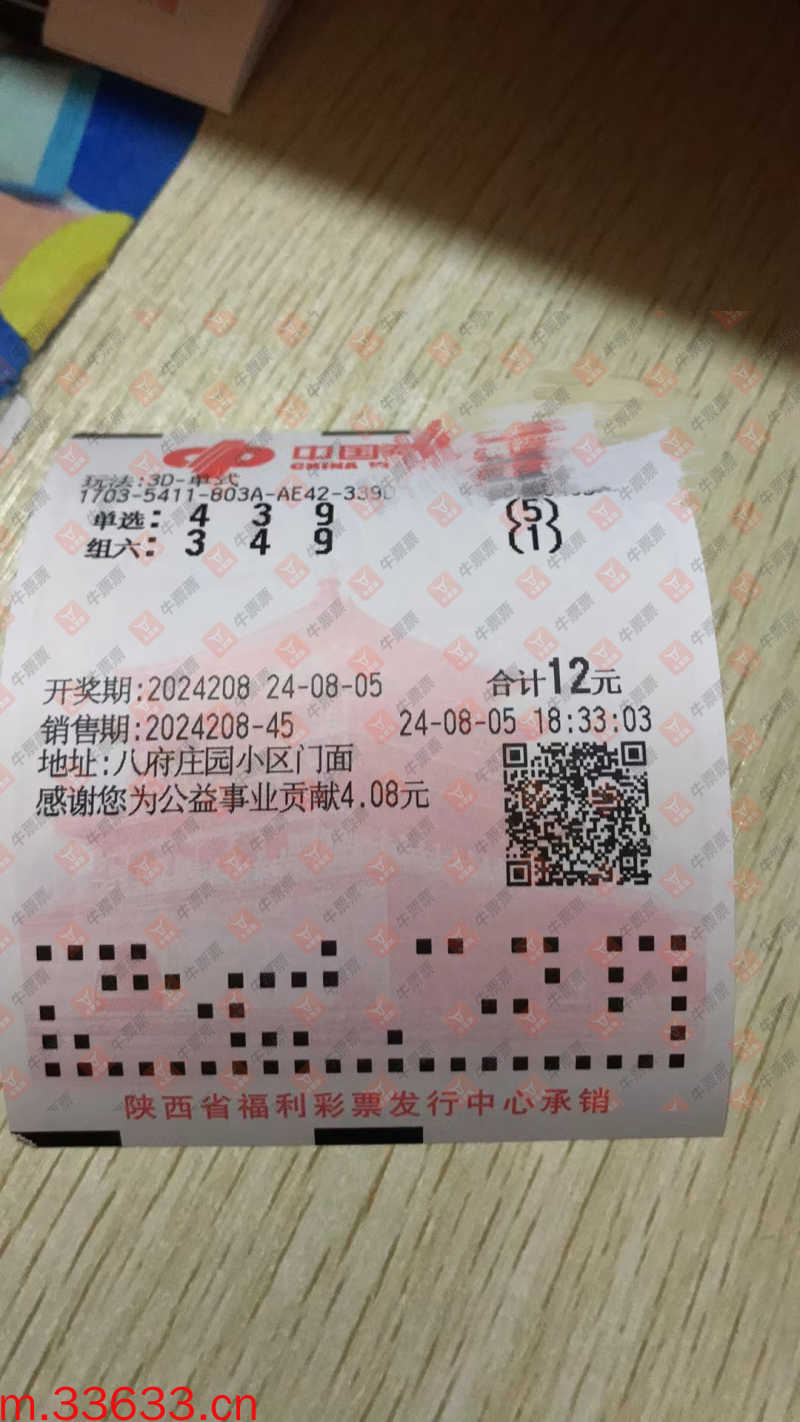 中国
CHINA
玩法:3D-单式
1703-5411-803A-AE42-339D
单选: 4 3 9 (5)
组六: 3 4 9 (1)
开奖期:2024208 24-08-05 合计12元
销售期:2024208-45 24-08-05 18:33:03
地址:八府庄园小区门面
感谢您为公益事业贡献4.08元
陕西省福利彩票发行中心承销
牛票票
m.33633.cn